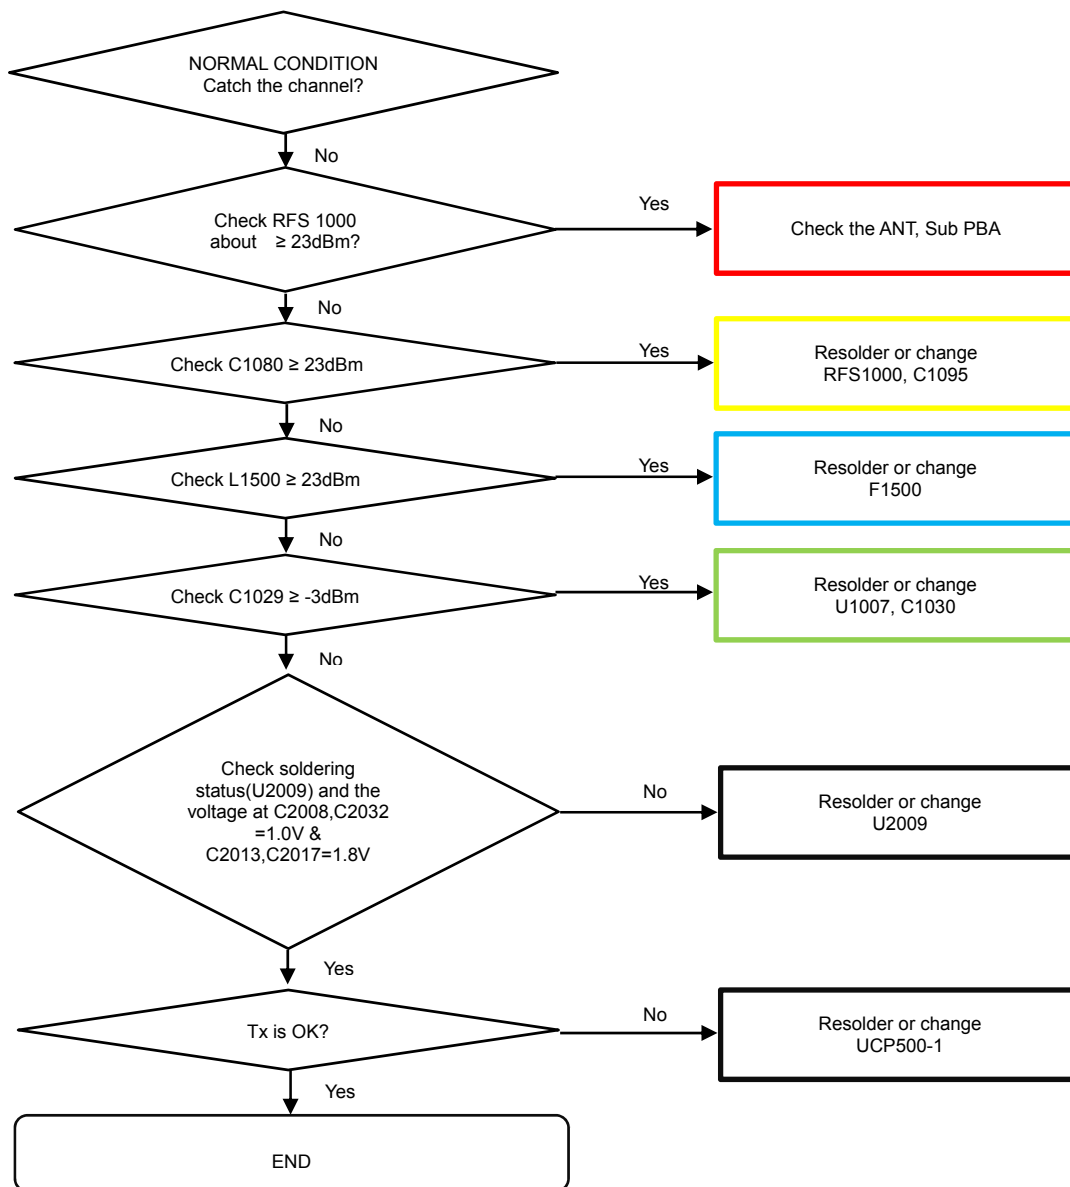 NORMAL CONDITION
Catch the channel?
No
Check RFS 1000
about ≥ 23dBm?
Yes
Check the ANT, Sub PBA
No
Check C1080 ≥ 23dBm
Yes
Resolder or change
RFS1000, C1095
No
Check L1500 ≥ 23dBm
Yes
Resolder or change
F1500
No
Check C1029 ≥ -3dBm
Yes
Resolder or change
U1007, C1030
No
Check soldering
status(U2009) and the
voltage at C2008,C2032
=1.0V &
C2013,C2017=1.8V
No
Resolder or change
U2009
Yes
Tx is OK?
No
Resolder or change
UCP500-1
Yes
END